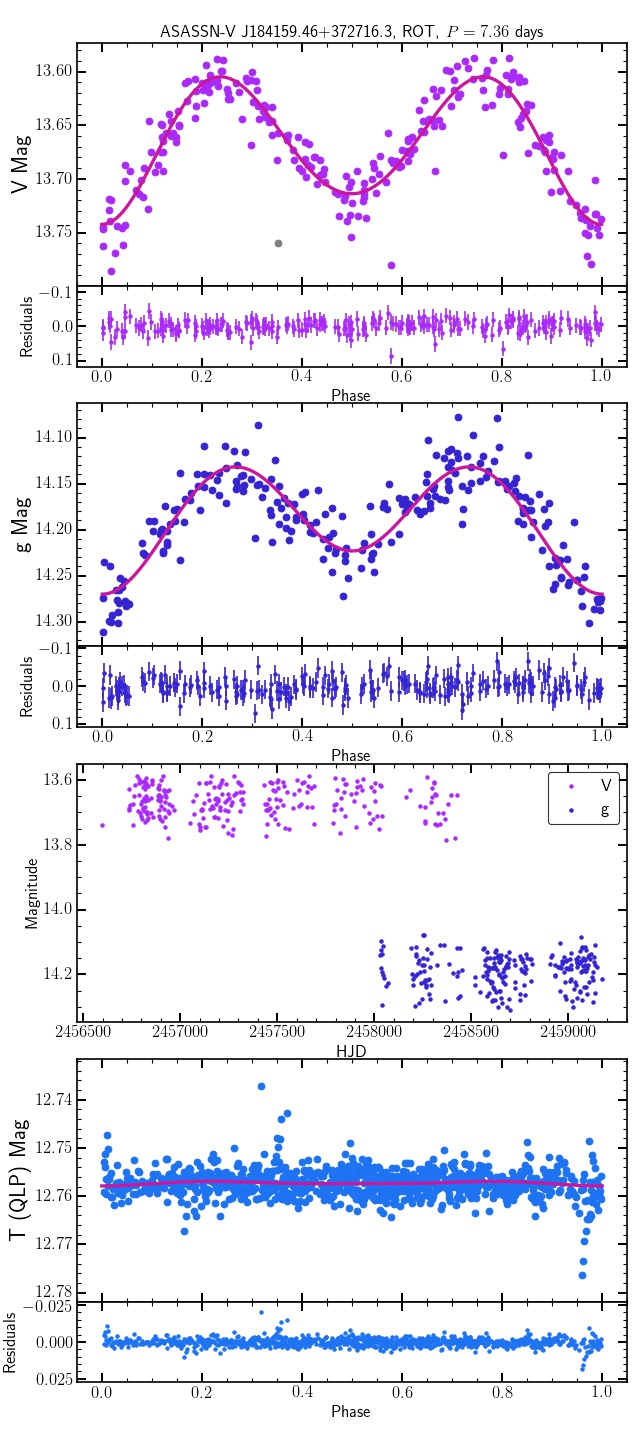 ASASSN-V J184159.46+372716.3, ROT, P = 7.36 days
13.60
13.65
13.70
13.75
V Mag
−0.1
0.0
0.1
Residuals
0.0 0.2 0.4 0.6 0.8 1.0
Phase
14.10
14.15
14.20
14.25
14.30
g Mag
−0.1
0.0
0.1
Residuals
0.0 0.2 0.4 0.6 0.8 1.0
Phase
13.6
13.8
14.0
14.2
Magnitude
V
g
2456500 2457000 2457500 2458000 2458500 2459000
HJD
12.74
12.75
12.76
12.77
12.78
T (QLP) Mag
−0.025
0.000
0.025
Residuals
0.0 0.2 0.4 0.6 0.8 1.0
Phase